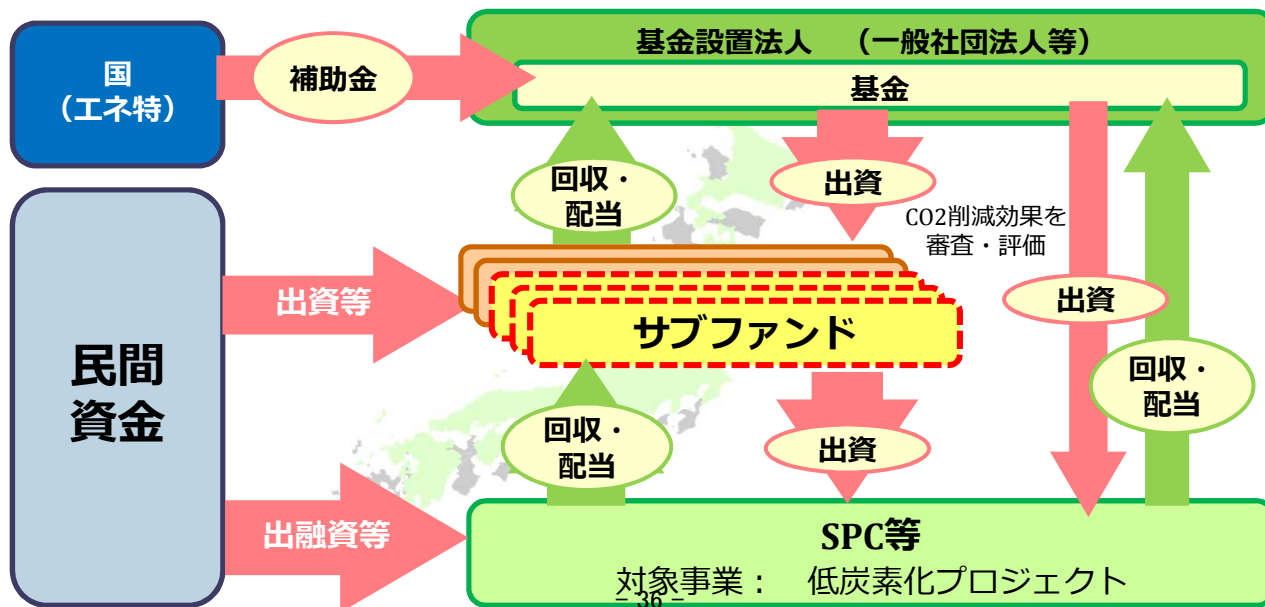 国
（エネ特）
補助金
基金設置法人　（一般社団法人等）
基金
回収・
配当
出資
CO2削減効果を
審査・評価
出資
回収・
配当
民間
資金
出資等
サブファンド
回収・
配当
出資
出融資等
SPC等
対象事業：　低炭素化プロジェクト
– 36 –